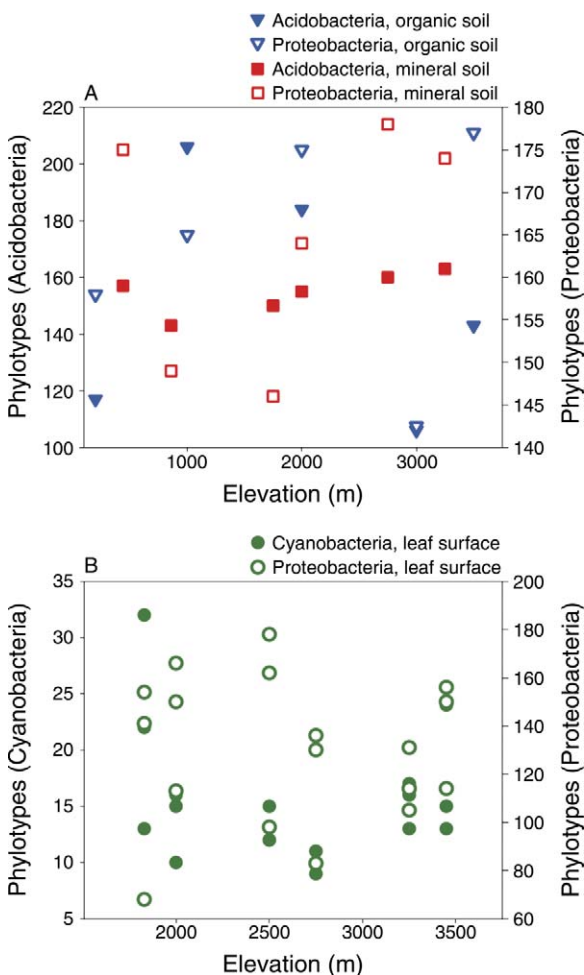 Acidobacteria, organic soil
Proteobacteria, organic soil
Acidobacteria, mineral soil
Proteobacteria, mineral soil
A
220
200
180
160
140
120
100
Phylotypes (Acidobacteria)
180
175
170
165
160
155
150
145
140
Phylotypes (Proteobacteria)
1000 2000 3000
Elevation (m)
Cyanobacteria, leaf surface
Proteobacteria, leaf surface
B
35
30
25
20
15
10
5
Phylotypes (Cyanobacteria)
200
180
160
140
120
100
80
60
Phylotypes (Proteobacteria)
2000 2500 3000 3500
Elevation (m)